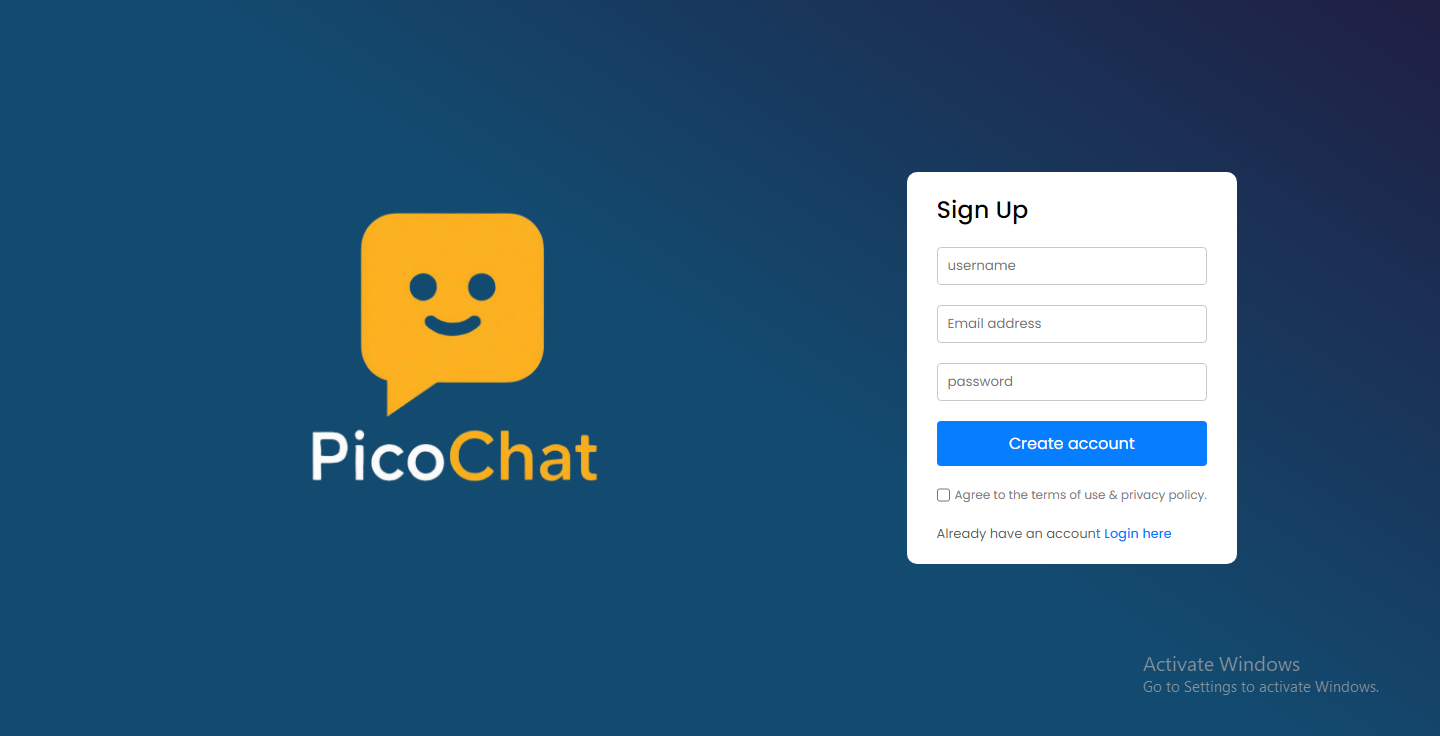 PicoChat
Sign Up
username
Email address
password
Create account
Agree to the terms of use & privacy policy.
Already have an account Login here
Activate Windows
Go to Settings to activate Windows.